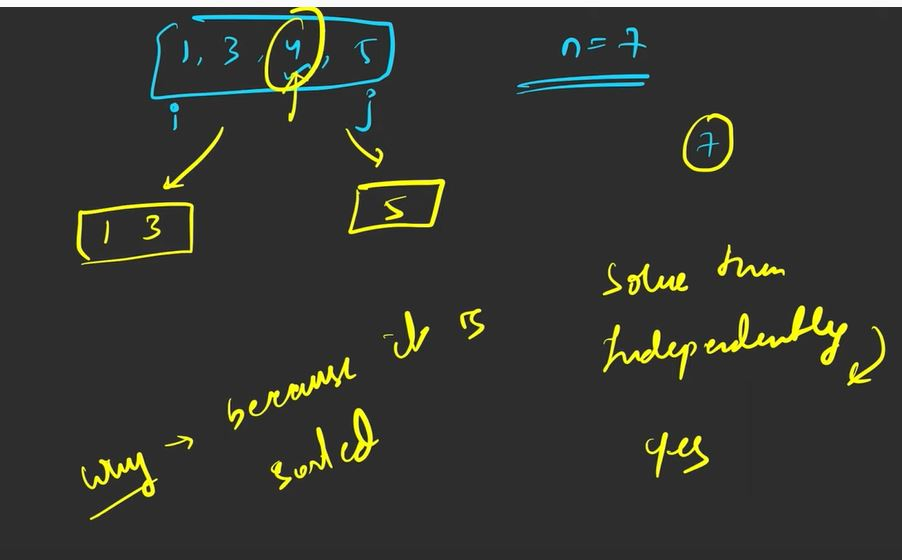 [1, 3, 4, 5]
n = 7
i
j
7
1 3
5
solve them
Independently
yes
why → because it is
sorted